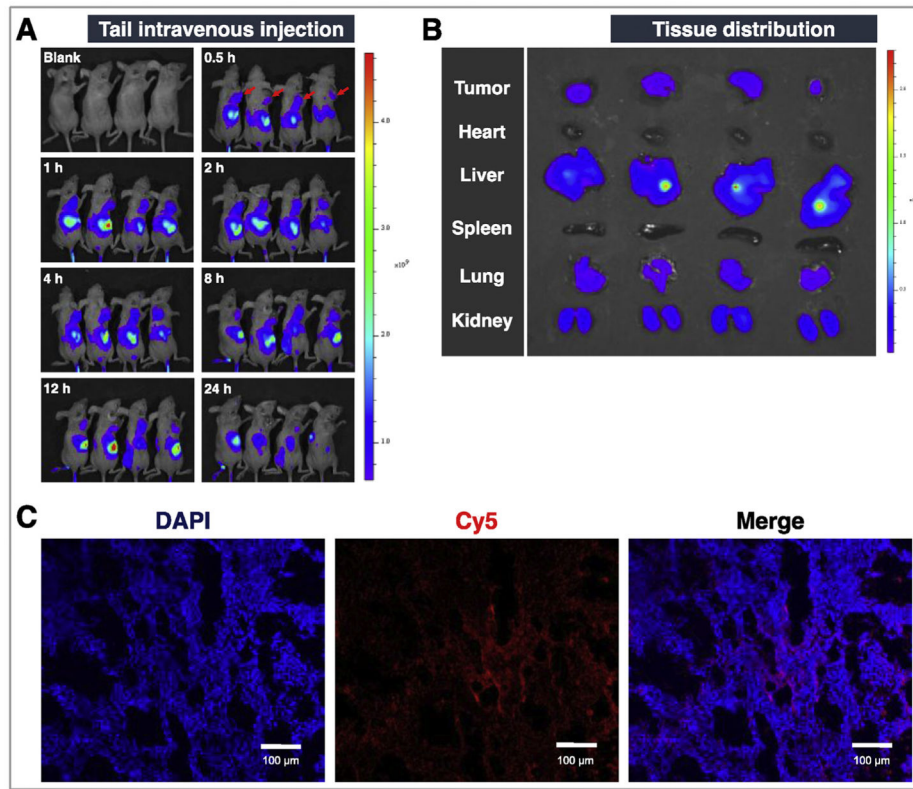 A
Tail intravenous injection
Blank
0.5 h
1 h
2 h
4 h
8 h
12 h
24 h
4.0
3.0
×10⁹
2.0
1.0
B
Tissue distribution
Tumor
Heart
Liver
Spleen
Lung
Kidney
C
DAPI
Cy5
Merge
100 µm
100 µm
100 µm